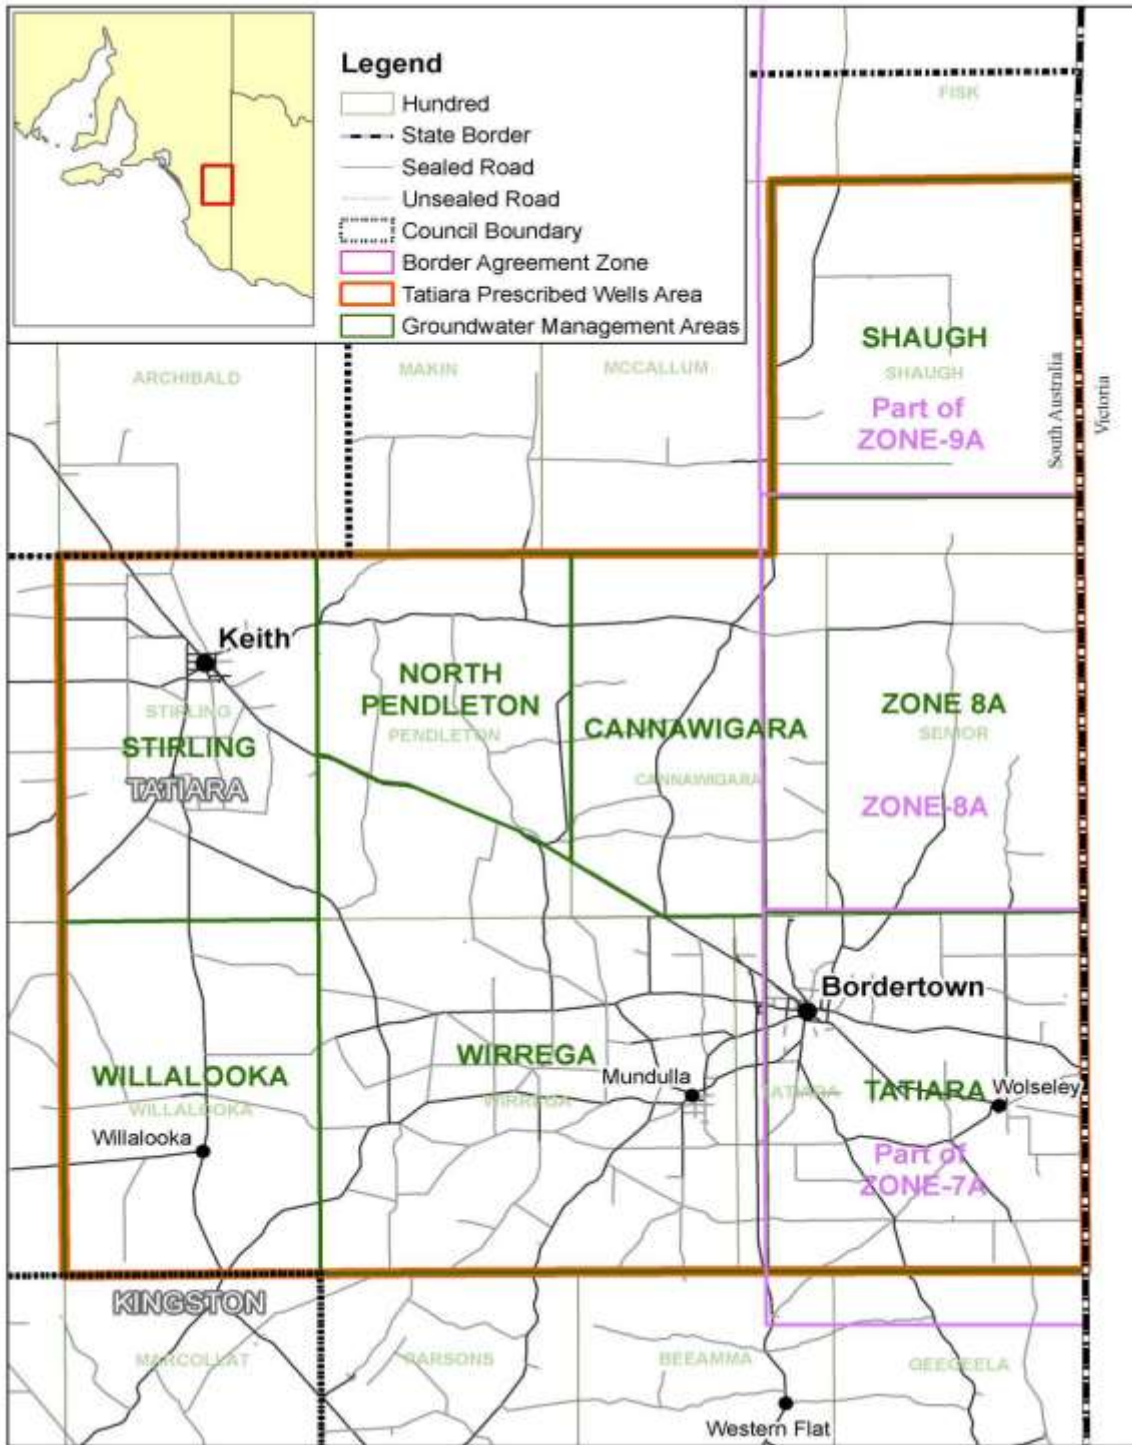 Legend
Hundred
State Border
Sealed Road
Unsealed Road
Council Boundary
Border Agreement Zone
Tatiara Prescribed Wells Area
Groundwater Management Areas
FISK
ARCHIBALD
MAKIN
MCCALLUM
SHAUGH
SHAUGH
Part of
ZONE-9A
South Australia
Victoria
Keith
STIRLING
STIRLING
TATIARA
NORTH
PENDLETON
PENDLETON
CANNAWIGARA
CANNAWIGARA
ZONE 8A
SEMOR
ZONE-8A
Bordertown
WILLALOOKA
WILLALOOKA
Willalooka
WIRREGA
WIRREGA
Mundulla
TATIARA
TATIARA
Wolseley
Part of
ZONE-7A
KINGSTON
MARCOLLAT
PARSONS
BEEAMMA
GEEGEELA
Western Flat